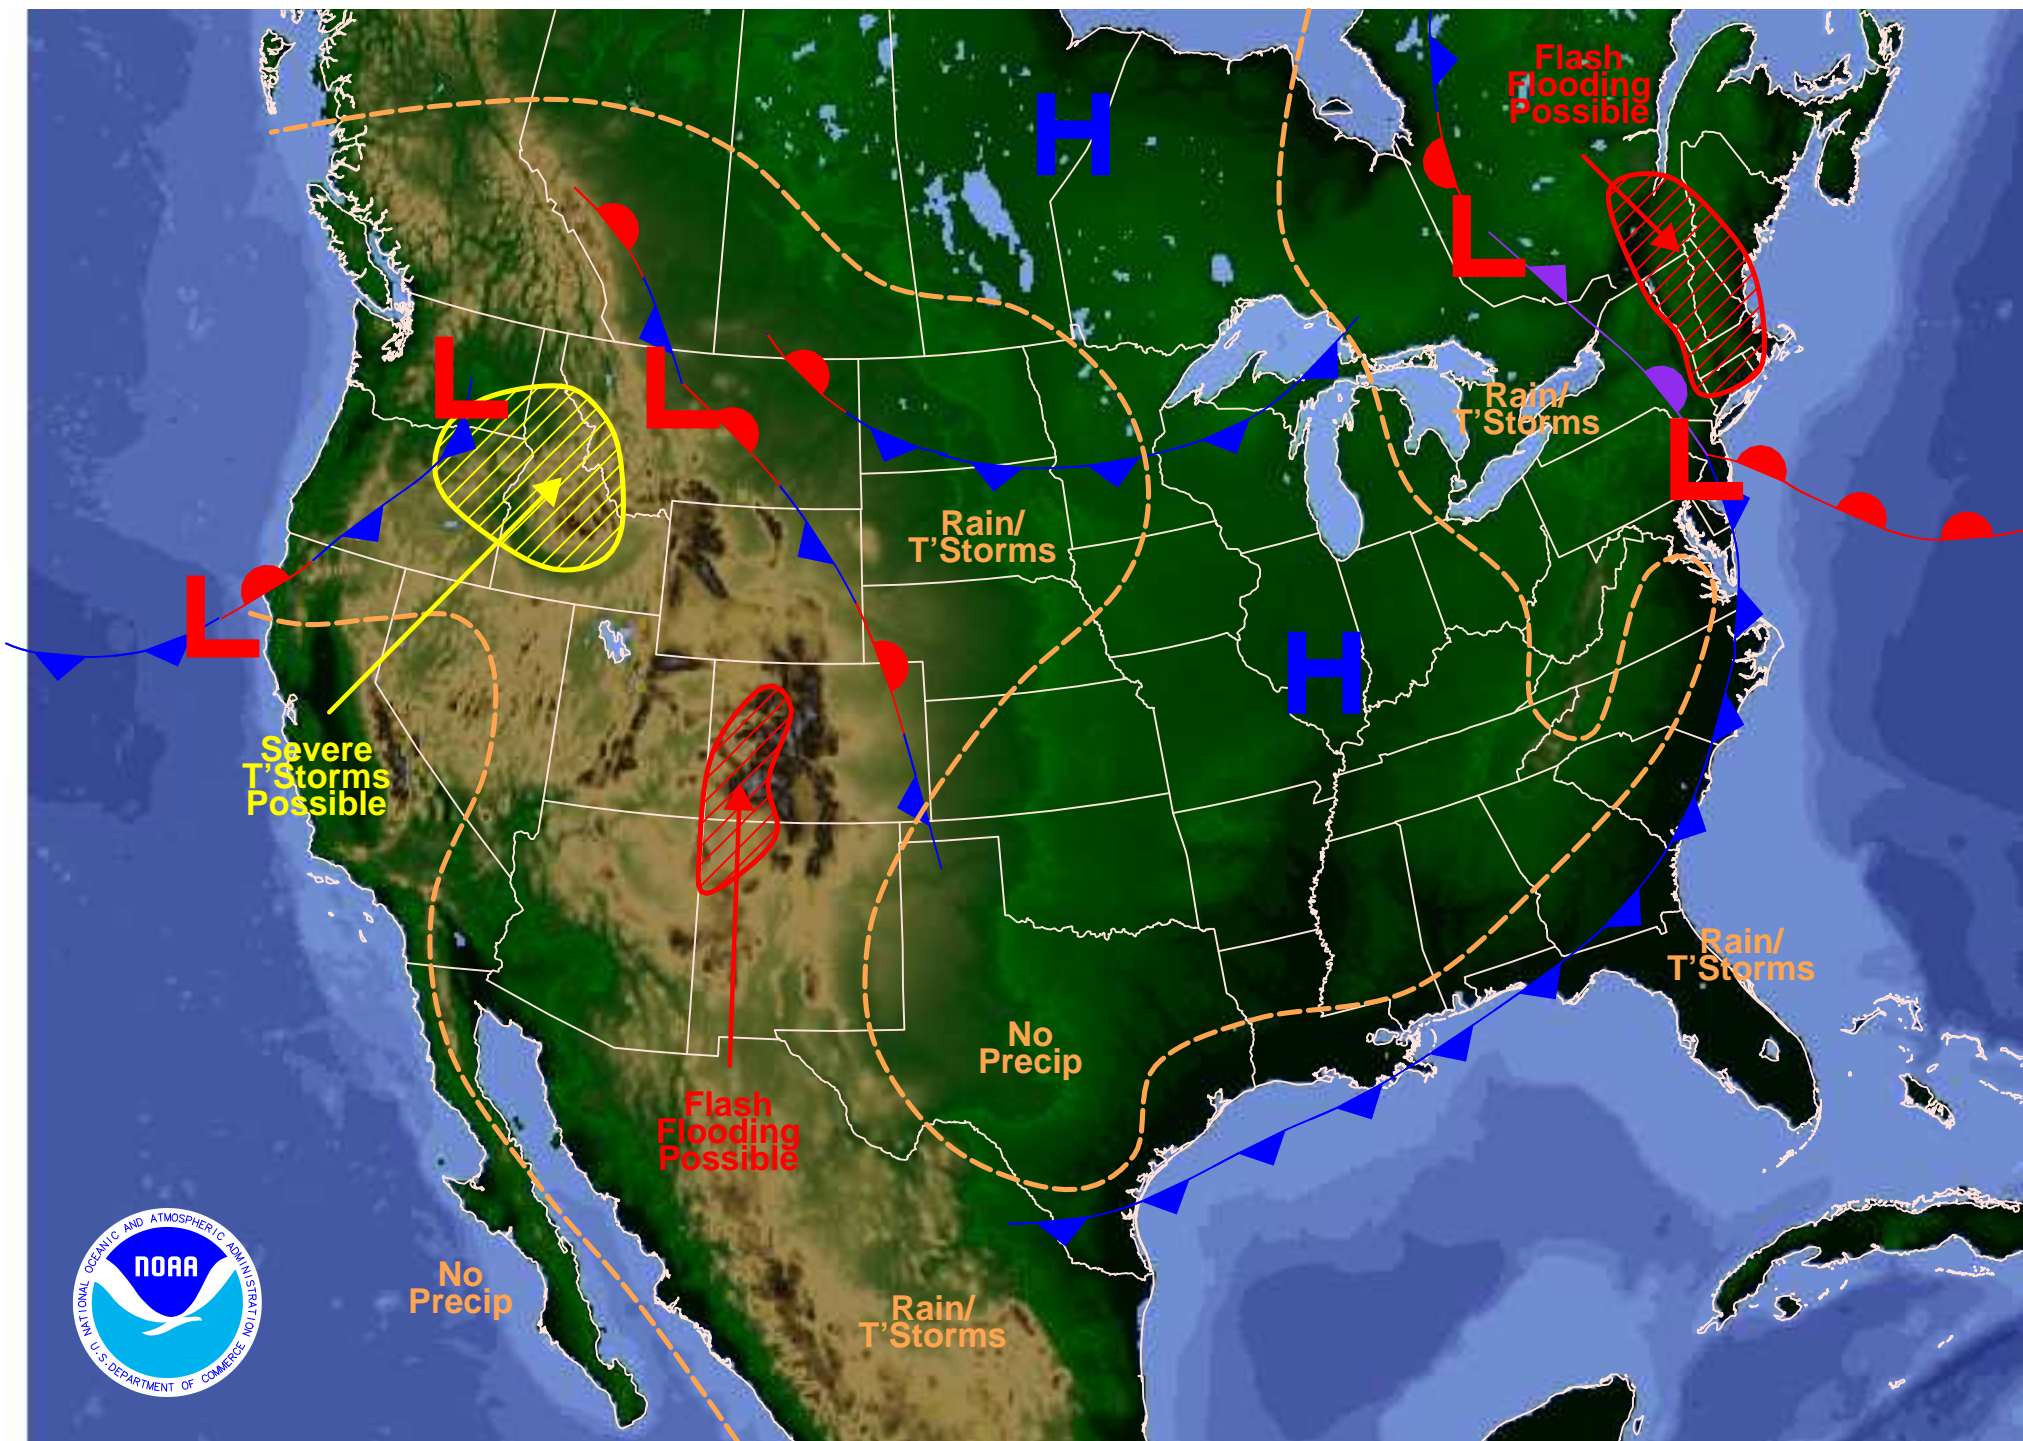 Flash
Flooding
Possible
H
L
L
L
Rain/
T'Storms
L
Rain/
T'Storms
L
H
Severe
T'Storms
Possible
Rain/
T'Storms
No
Precip
Flash
Flooding
Possible
No
Precip
Rain/
T'Storms
NATIONAL OCEANIC AND ATMOSPHERIC ADMINISTRATION
NOAA
U.S. DEPARTMENT OF COMMERCE